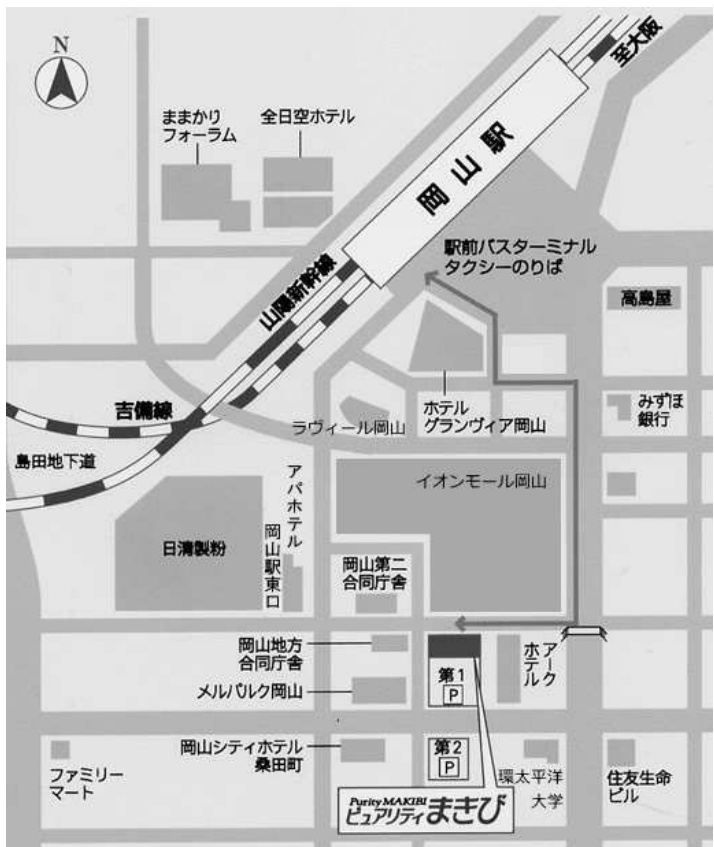 N
至大阪
ままかり
フォーラム
全日空ホテル
岡山駅
駅前バスターミナル
タクシーのりば
山陽新幹線
高島屋
吉備線
ホテル
グランヴィア岡山
みずほ
銀行
ラヴィール岡山
島田地下道
アパホテル
岡山駅東口
イオンモール岡山
日清製粉
岡山第二
合同庁舎
岡山地方
合同庁舎
アーク
ホテル
第1
P
メルパルク岡山
岡山シティホテル
桑田町
第2
P
ファミリー
マート
環太平洋
大学
住友生命
ビル
Purity MAKIBI
ピュアリティまきび